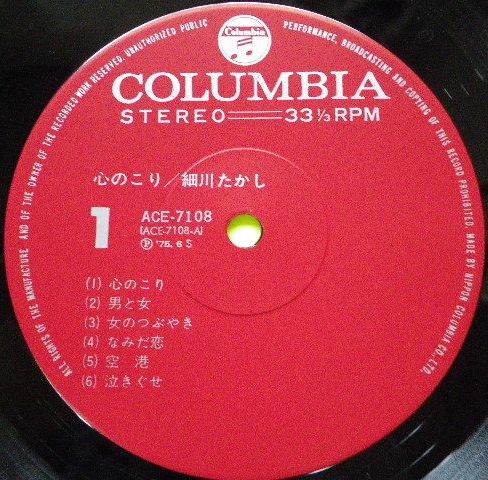 ALL RIGHTS OF THE MANUFACTURE AND OF THE OWNER OF THE RECORDED WORK RESERVED. UNAUTHORIZED PUBLIC PERFORMANCE, BROADCASTING AND COPYING OF THIS RECORD PROHIBITED. MADE BY NIPPON COLUMBIA CO.,LTD.
Columbia
COLUMBIA
STEREO 33 1/3 RPM
心のこり/細川たかし
1
ACE-7108
(ACE-7108-A)
Ⓟ '75. 6 S
(1) 心のこり
(2) 男と女
(3) 女のつぶやき
(4) なみだ恋
(5) 空 港
(6) 泣きぐせ